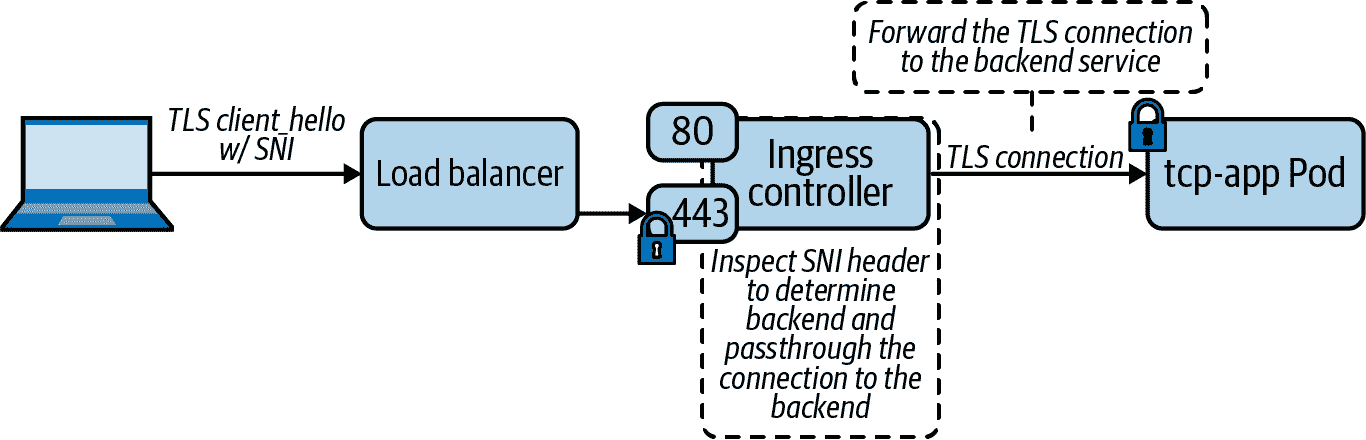 Forward the TLS connection
to the backend service
TLS client_hello
w/ SNI
Load balancer
80
443
Ingress
controller
TLS connection
tcp-app Pod
Inspect SNI header
to determine
backend and
passthrough the
connection to the
backend